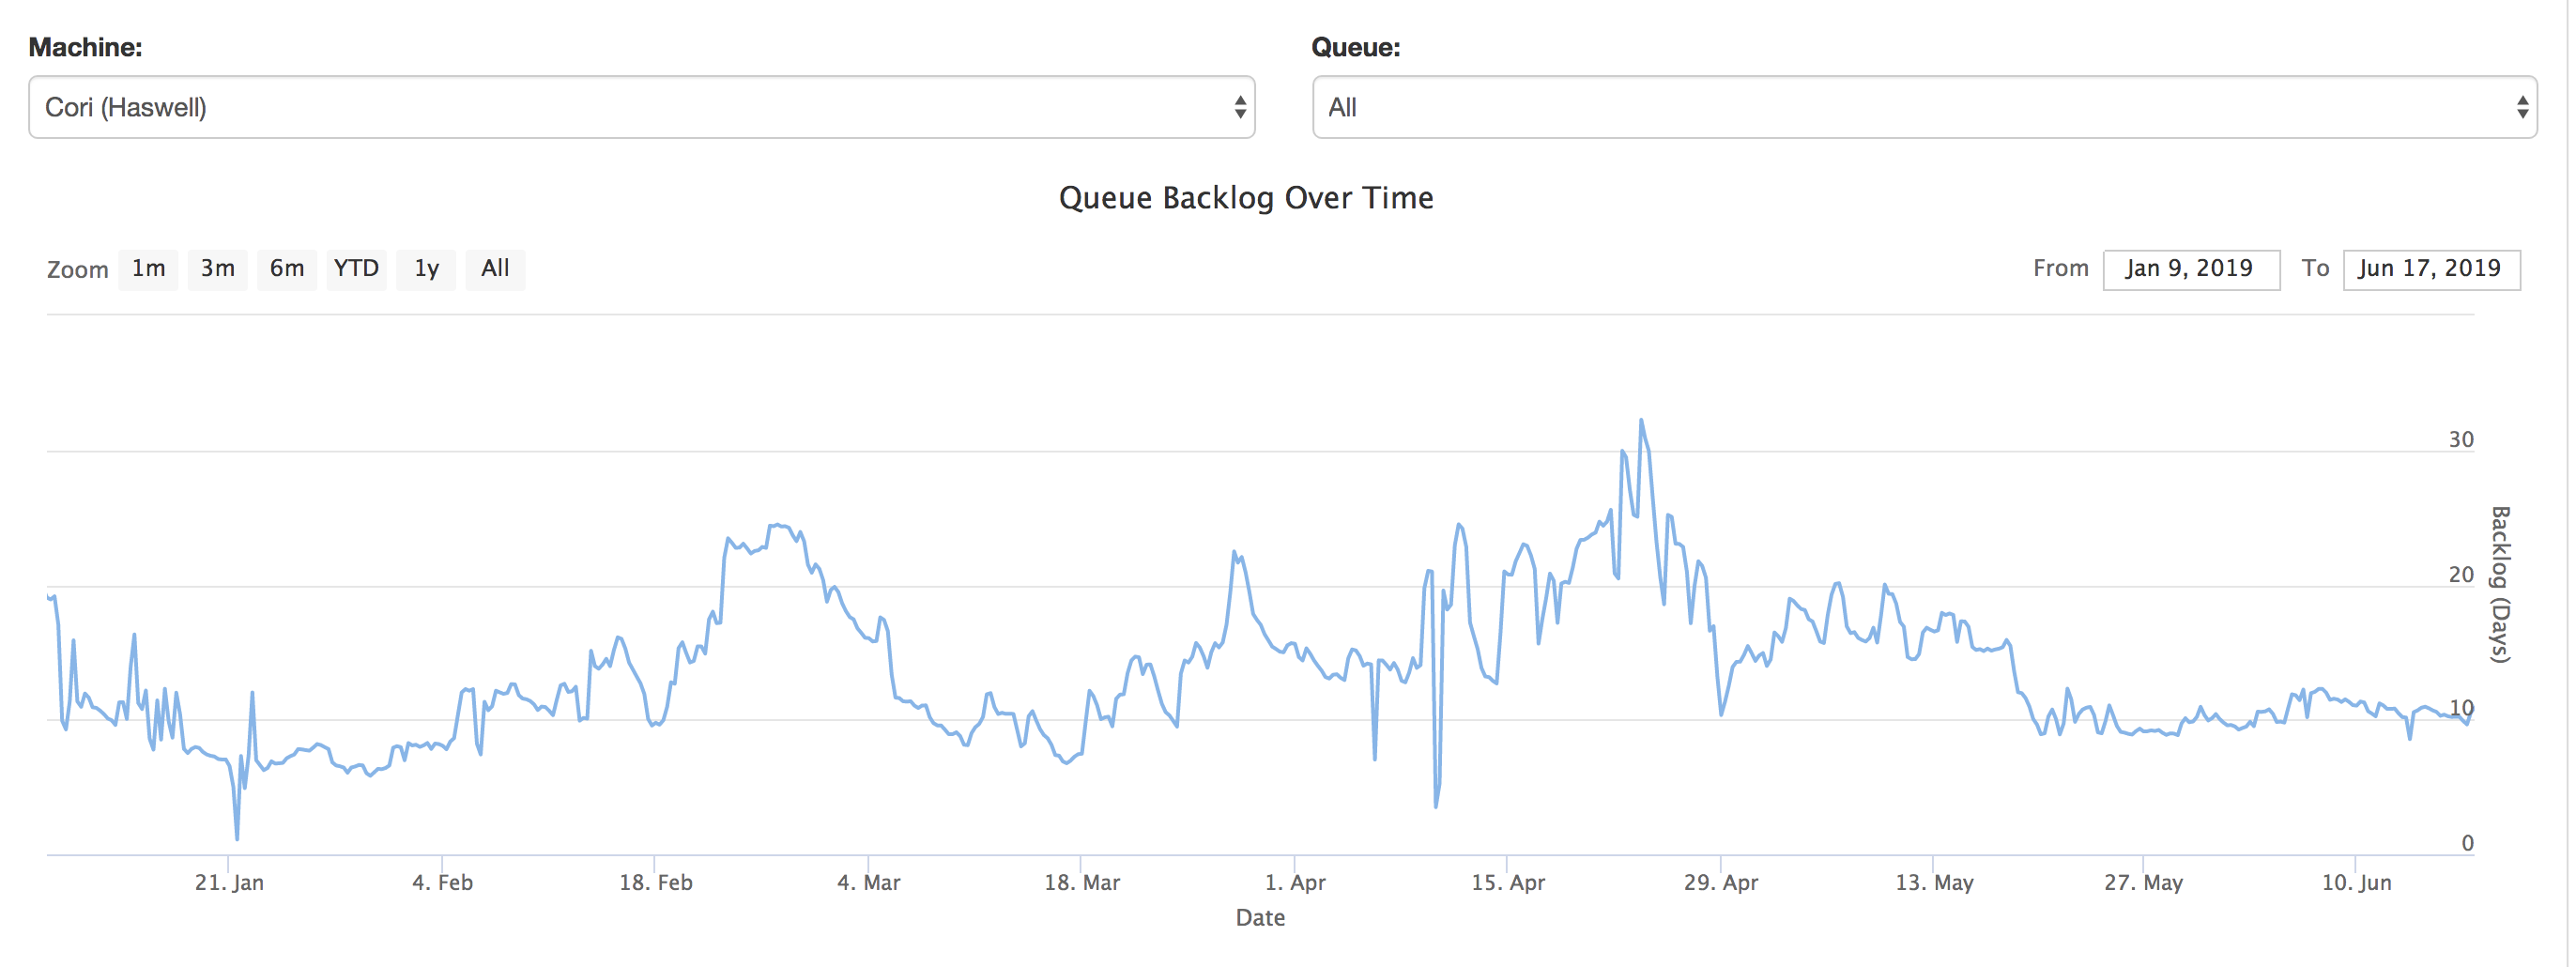 Machine: Queue:
Cori (Haswell) All
Queue Backlog Over Time
Zoom 1m 3m 6m YTD 1y All From Jan 9, 2019 To Jun 17, 2019
30
20
10
0
Backlog (Days)
21. Jan 4. Feb 18. Feb 4. Mar 18. Mar 1. Apr 15. Apr 29. Apr 13. May 27. May 10. Jun
Date